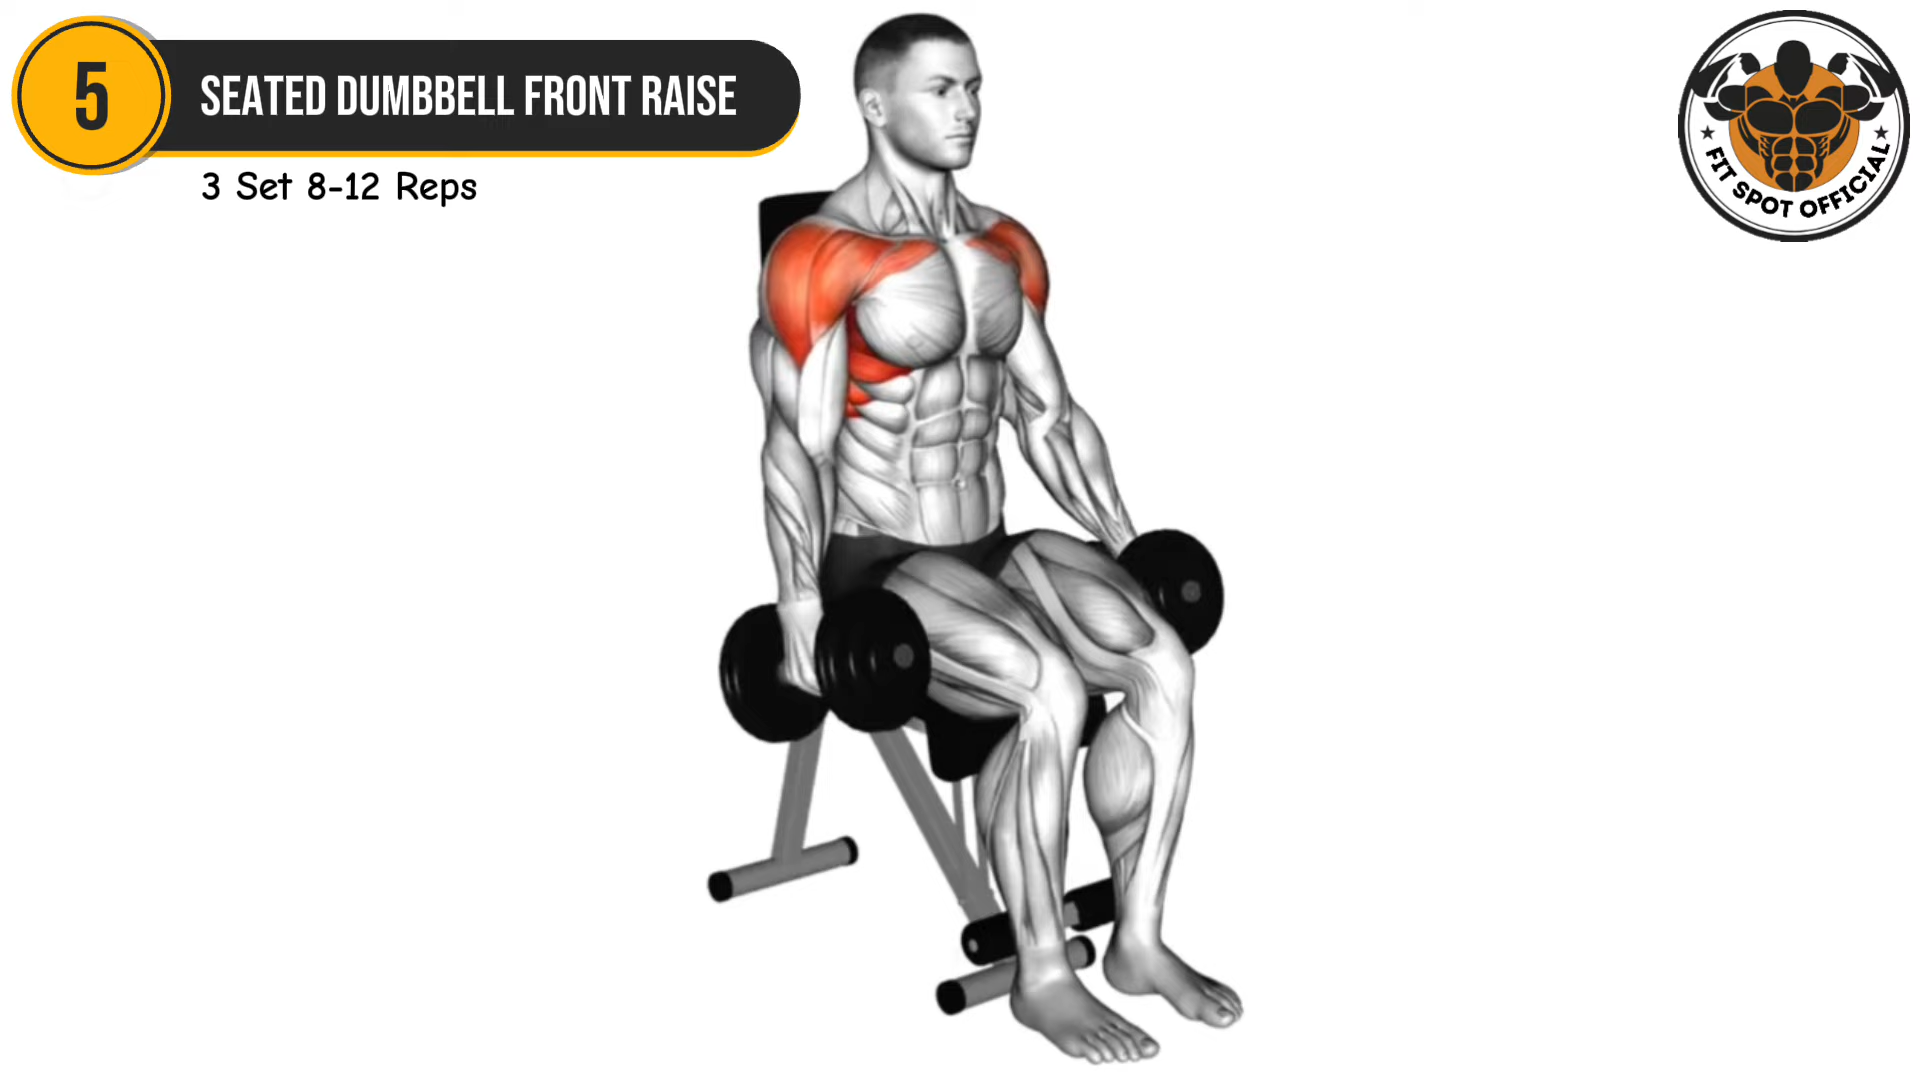 5
SEATED DUMBBELL FRONT RAISE
3 Set 8-12 Reps
★ FIT SPOT OFFICIAL ★